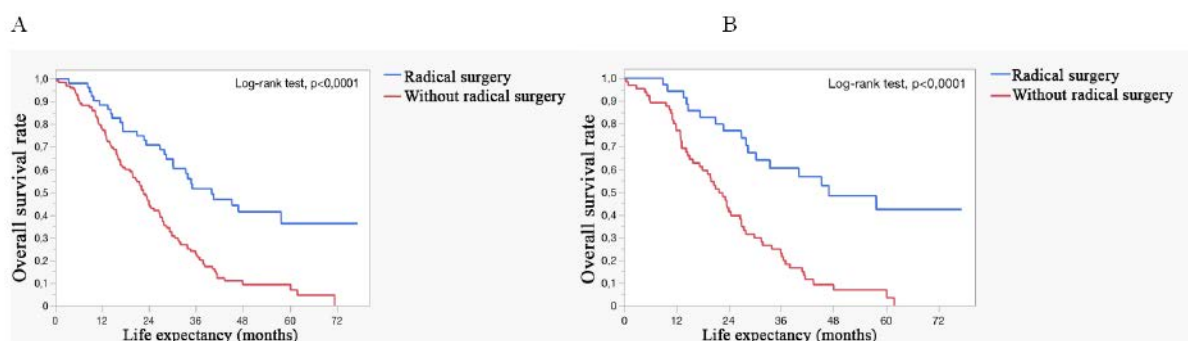 A
B
Log-rank test, p<0,0001
Radical surgery
Without radical surgery
Overall survival rate
1,0
0,9
0,8
0,7
0,6
0,5
0,4
0,3
0,2
0,1
0
0 12 24 36 48 60 72
Life expectancy (months)
Log-rank test, p<0,0001
Radical surgery
Without radical surgery
Overall survival rate
1,0
0,9
0,8
0,7
0,6
0,5
0,4
0,3
0,2
0,1
0
0 12 24 36 48 60 72
Life expectancy (months)